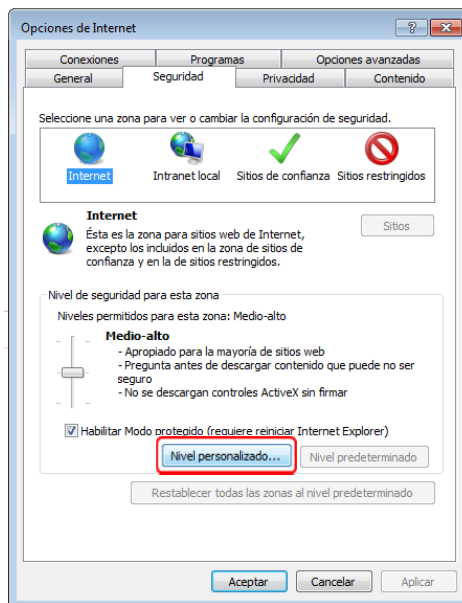 Opciones de Internet
Conexiones Programas Opciones avanzadas
General Seguridad Privacidad Contenido
Seleccione una zona para ver o cambiar la configuración de seguridad.
Internet Intranet local Sitios de confianza Sitios restringidos
Internet
Sitios
Ésta es la zona para sitios web de Internet,
excepto los incluidos en la zona de sitios de
confianza y en la de sitios restringidos.
Nivel de seguridad para esta zona
Niveles permitidos para esta zona: Medio-alto
Medio-alto
- Apropiado para la mayoría de sitios web
- Pregunta antes de descargar contenido que puede no ser
seguro
- No se descargan controles ActiveX sin firmar
Habilitar Modo protegido (requiere reiniciar Internet Explorer)
Nivel personalizado... Nivel predeterminado
Restablecer todas las zonas al nivel predeterminado
Aceptar Cancelar Aplicar